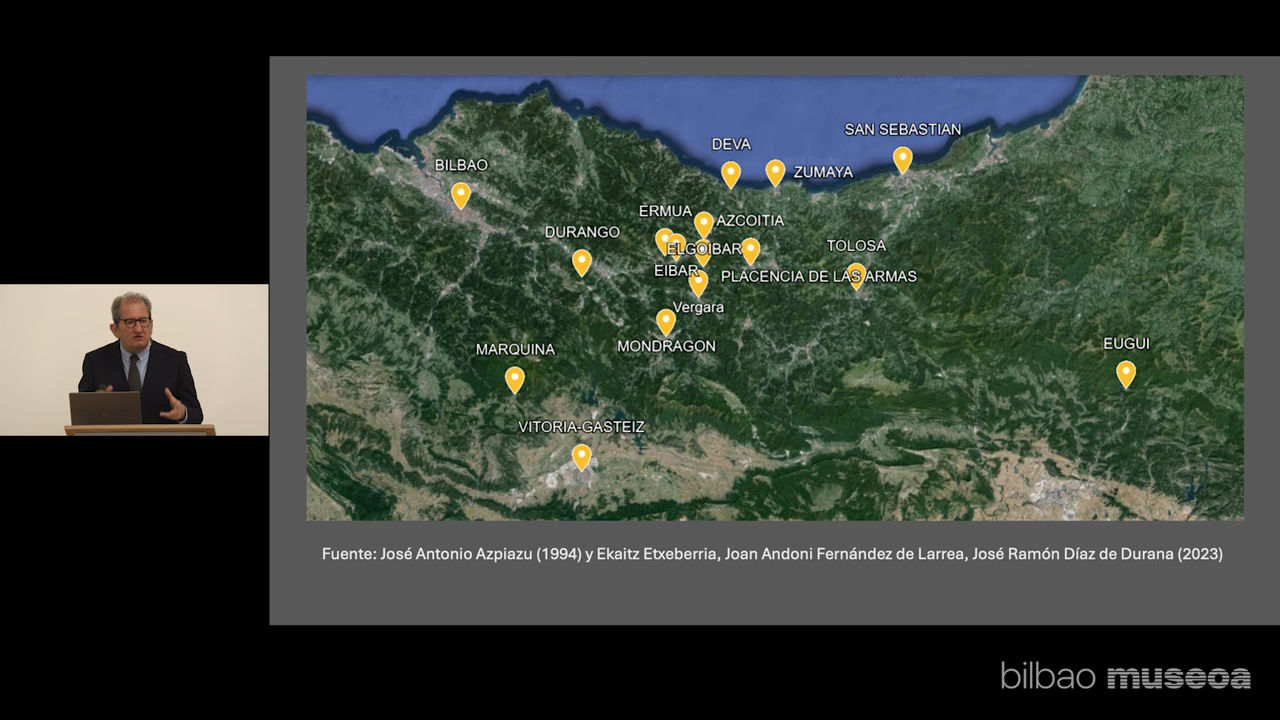 SAN SEBASTIAN
DEVA
BILBAO
ZUMAYA
ERMUA
AZCOITIA
DURANGO
ELGOIBAR
TOLOSA
EIBAR
PLACENCIA DE LAS ARMAS
Vergara
MONDRAGON
MARQUINA
EUGUI
VITORIA-GASTEIZ
Fuente: José Antonio Azpiazu (1994) y Ekaitz Etxeberria, Joan Andoni Fernández de Larrea, José Ramón Díaz de Durana (2023)
bilbao museoa